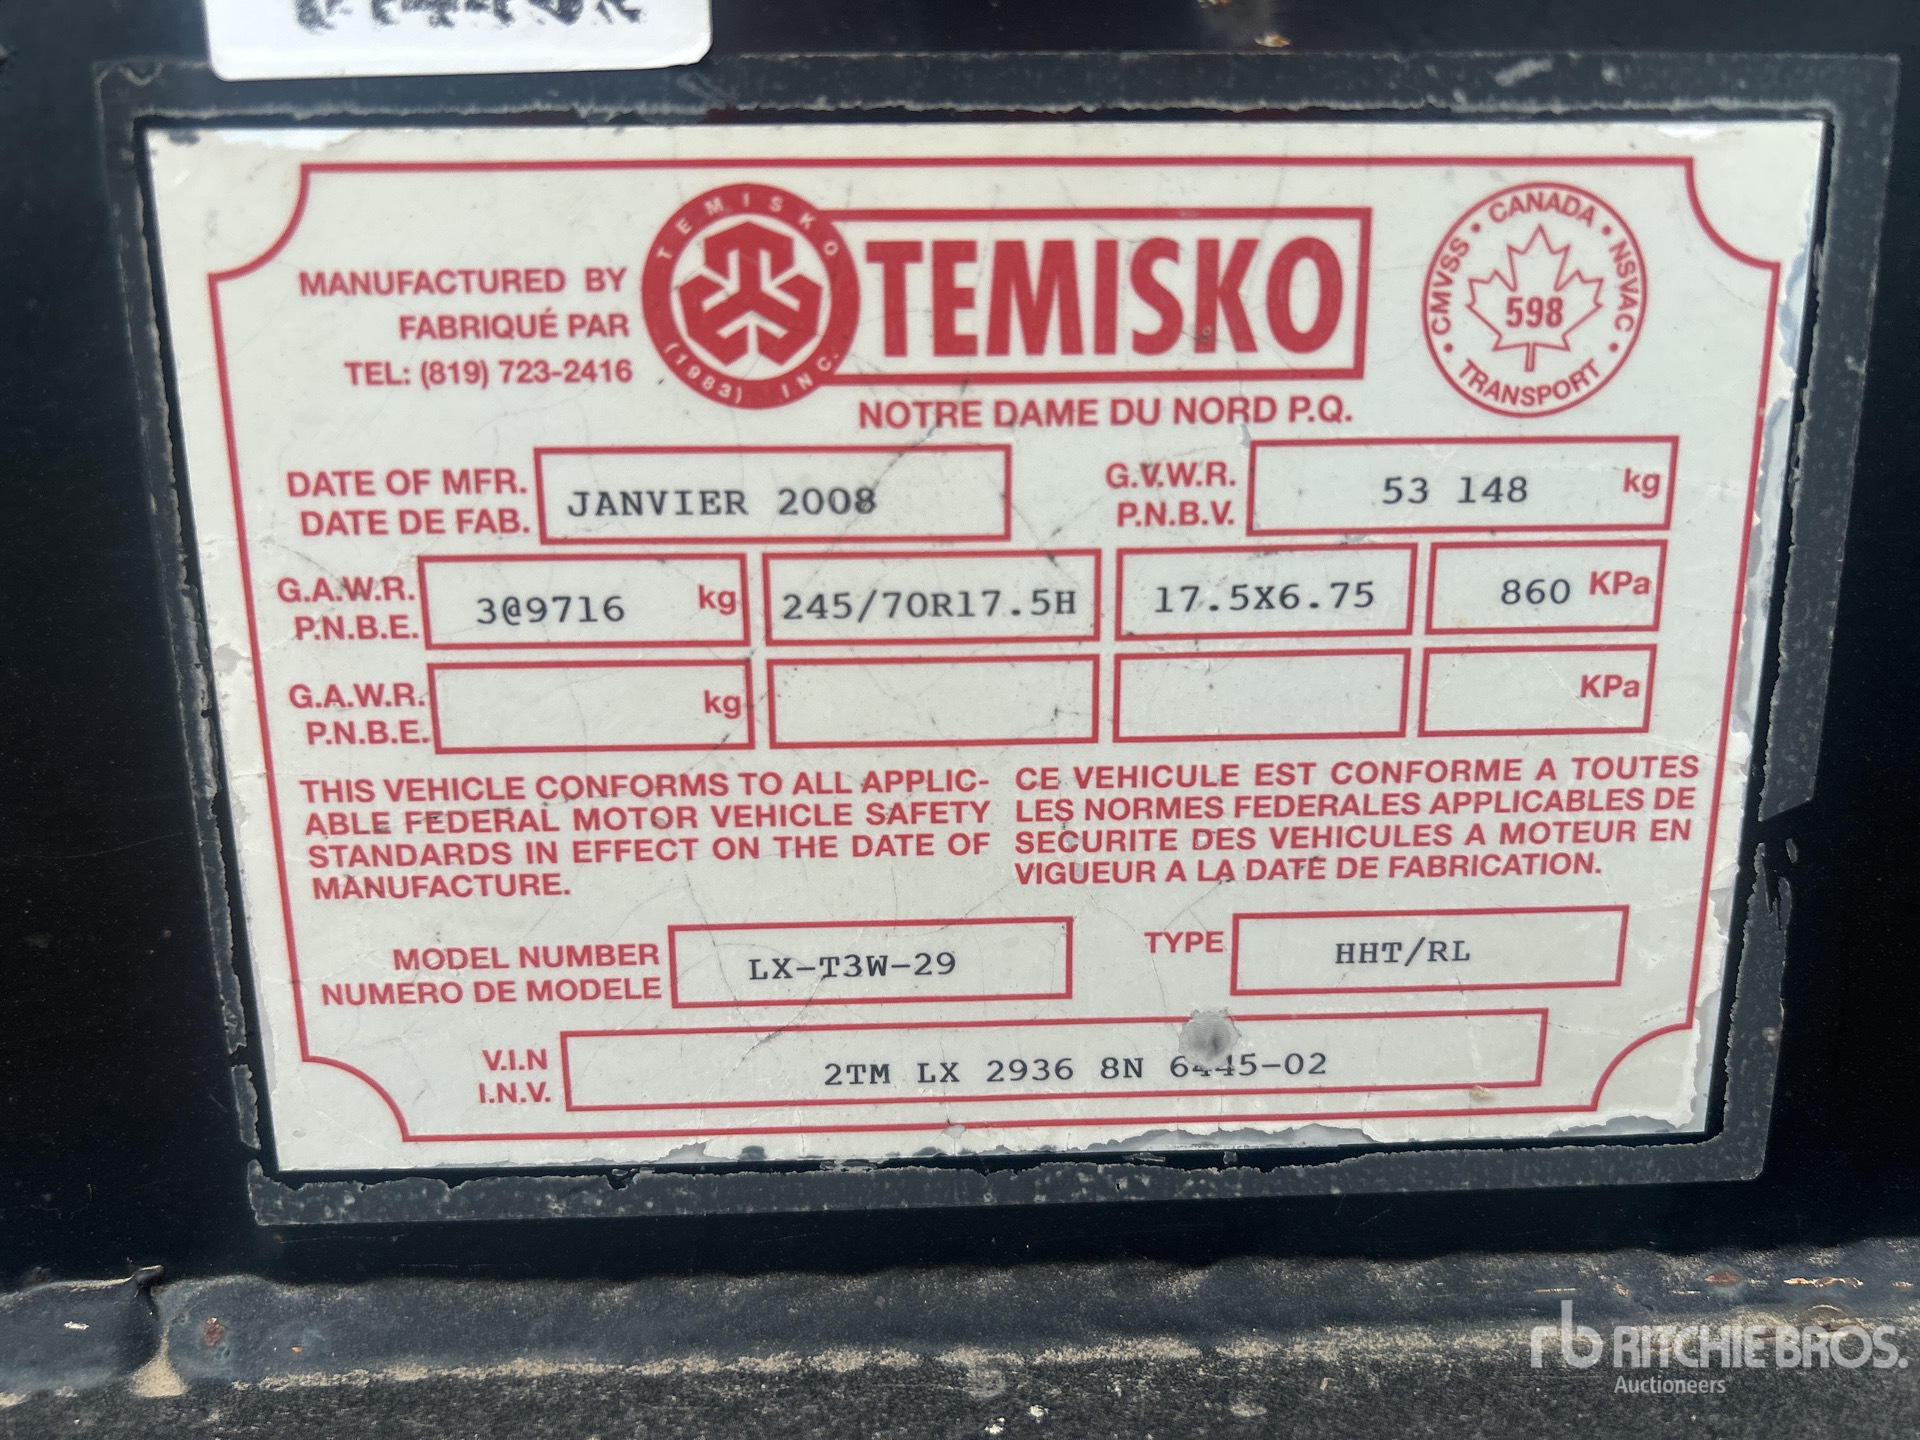 MANUFACTURED BY
FABRIQUÉ PAR
TEL: (819) 723-2416
TEMISKO (1983) INC.
TEMISKO
NOTRE DAME DU NORD P.Q.
CANADA • NSVAC • TRANSPORT • CMVSS •
598
DATE OF MFR.
DATE DE FAB.
JANVIER 2008
G.V.W.R.
P.N.B.V.
53 148 kg
G.A.W.R.
P.N.B.E.
3@9716 kg 245/70R17.5H 17.5X6.75 860 KPa
G.A.W.R.
P.N.B.E.
kg KPa
THIS VEHICLE CONFORMS TO ALL APPLIC-
ABLE FEDERAL MOTOR VEHICLE SAFETY
STANDARDS IN EFFECT ON THE DATE OF
MANUFACTURE.
CE VEHICULE EST CONFORME A TOUTES
LES NORMES FEDERALES APPLICABLES DE
SECURITE DES VEHICULES A MOTEUR EN
VIGUEUR A LA DATE DE FABRICATION.
MODEL NUMBER
NUMERO DE MODELE
LX-T3W-29
TYPE HHT/RL
V.I.N
I.N.V.
2TM LX 2936 8N 6445-02
rb RITCHIE BROS.
Auctioneers